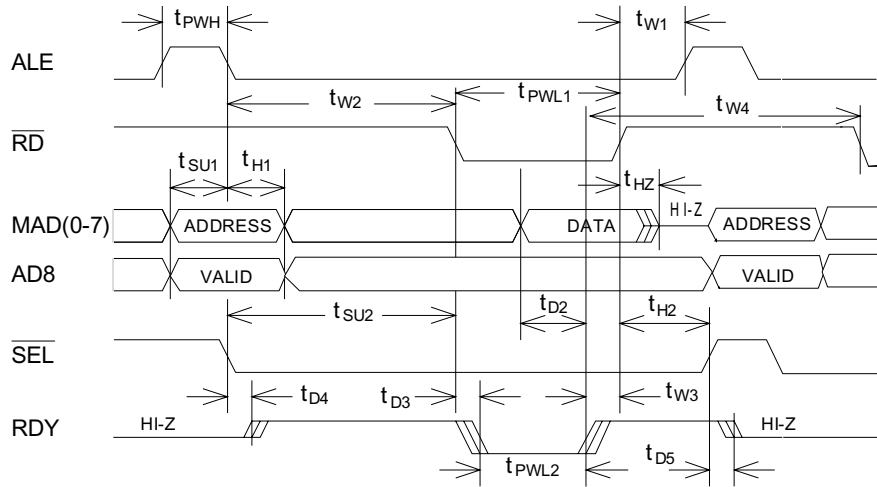 tPWH
tW1
ALE
tW2
tPWL1
tW4
RD
tSU1
tH1
tHZ
MAD(0-7)
ADDRESS
DATA
HI-Z
ADDRESS
AD8
VALID
VALID
tSU2
tD2
tH2
SEL
tD4
tD3
tW3
RDY
HI-Z
HI-Z
tPWL2
tD5